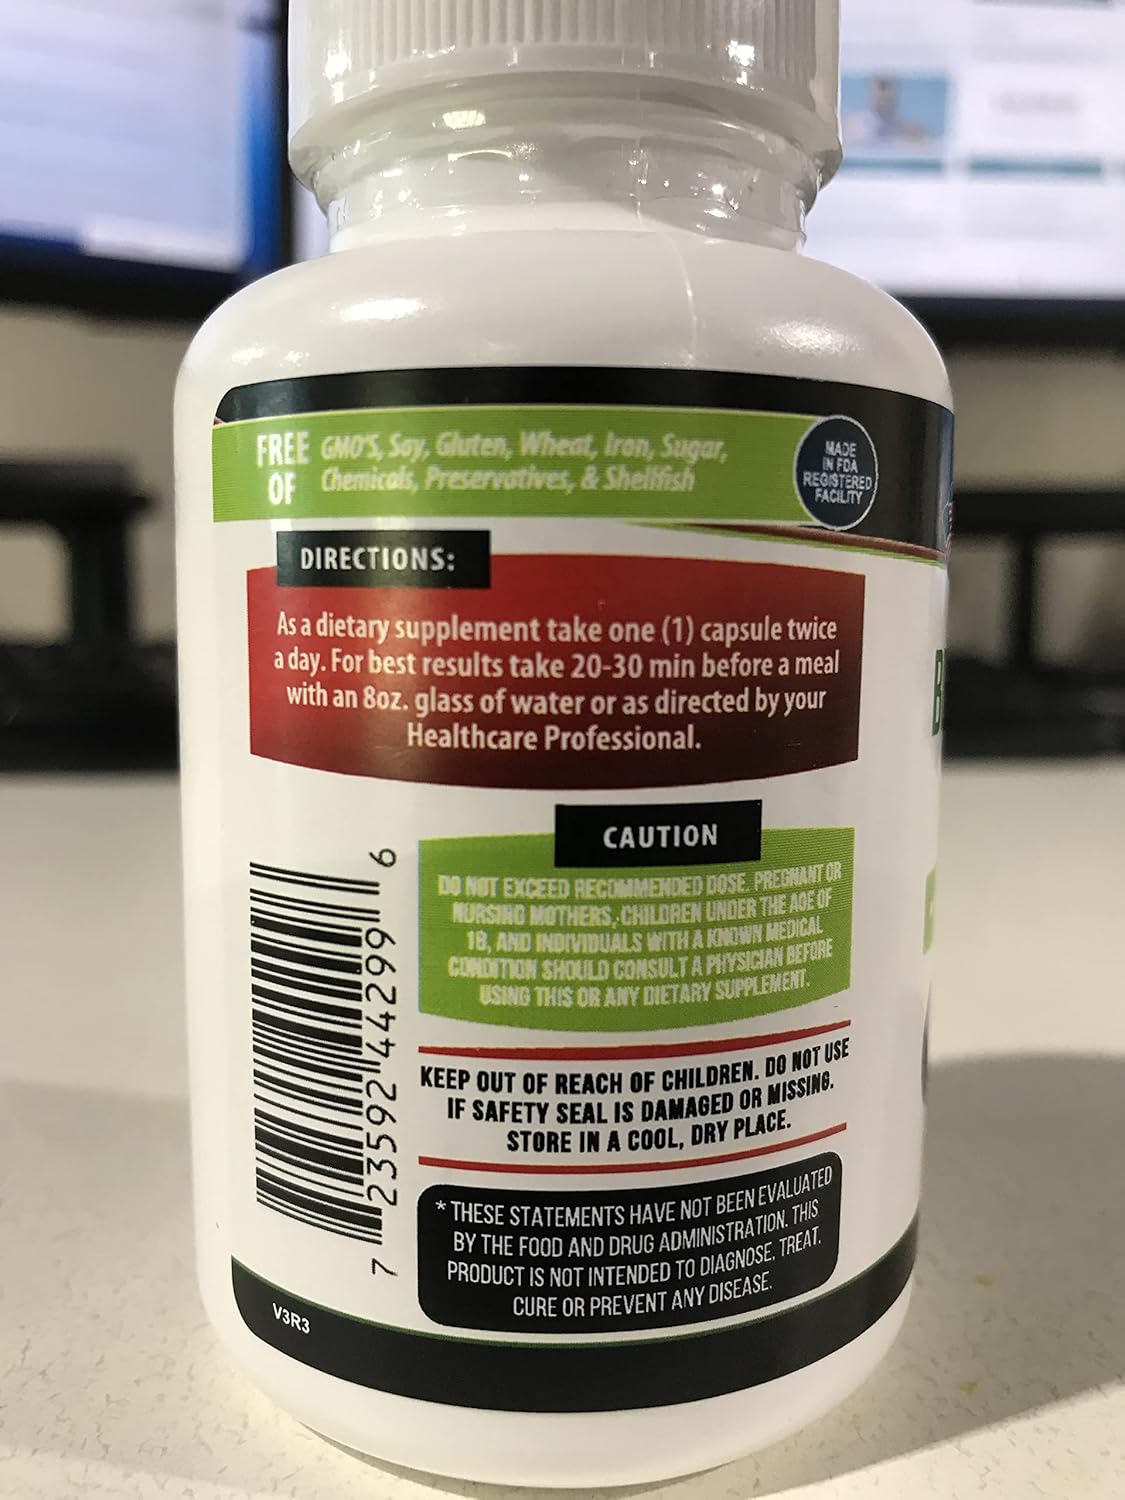 FREE OF
GMO'S, Soy, Gluten, Wheat, Iron, Sugar,
Chemicals, Preservatives, & Shellfish
MADE
IN FDA
REGISTERED
FACILITY
DIRECTIONS:
As a dietary supplement take one (1) capsule twice
a day. For best results take 20-30 min before a meal
with an 8oz. glass of water or as directed by your
Healthcare Professional.
CAUTION
DO NOT EXCEED RECOMMENDED DOSE. PREGNANT OR
NURSING MOTHERS, CHILDREN UNDER THE AGE OF
18, AND INDIVIDUALS WITH A KNOWN MEDICAL
CONDITION SHOULD CONSULT A PHYSICIAN BEFORE
USING THIS OR ANY DIETARY SUPPLEMENT.
KEEP OUT OF REACH OF CHILDREN. DO NOT USE
IF SAFETY SEAL IS DAMAGED OR MISSING.
STORE IN A COOL, DRY PLACE.
* THESE STATEMENTS HAVE NOT BEEN EVALUATED
BY THE FOOD AND DRUG ADMINISTRATION. THIS
PRODUCT IS NOT INTENDED TO DIAGNOSE, TREAT,
CURE OR PREVENT ANY DISEASE.
7 23592 44299 6
V3R3